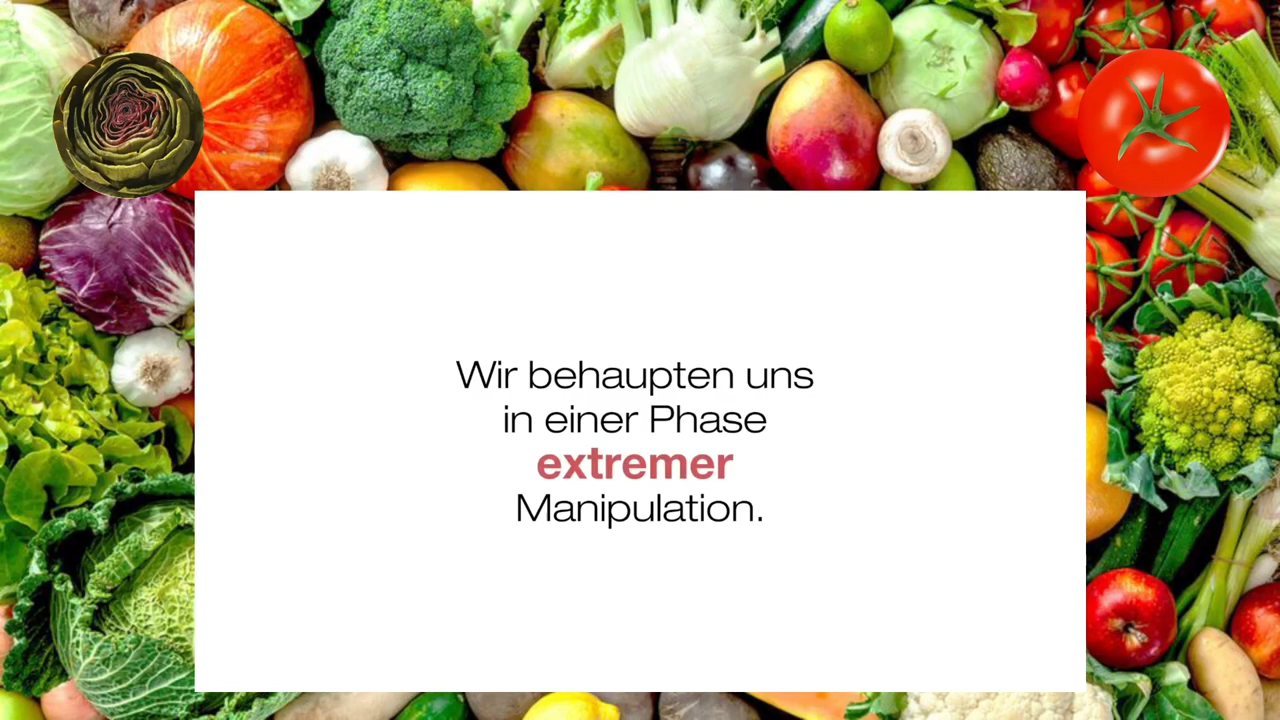 Wir behaupten uns
in einer Phase
extremer
Manipulation.